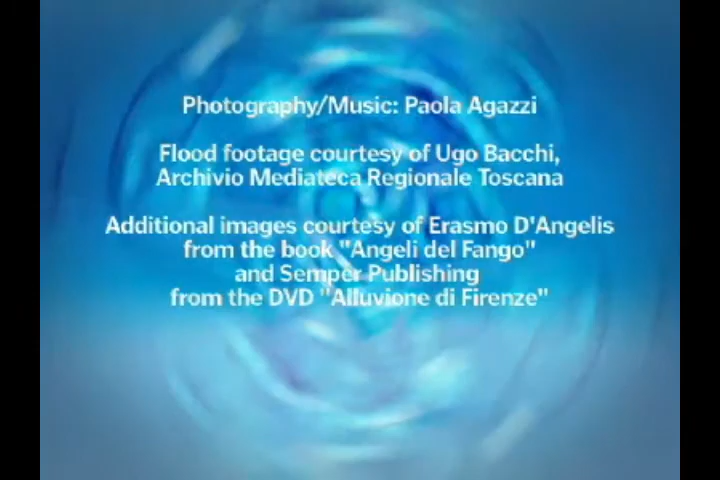 Photography/Music: Paola Agazzi
Flood footage courtesy of Ugo Bacchi,
Archivio Mediateca Regionale Toscana
Additional images courtesy of Erasmo D'Angelis
from the book "Angeli del Fango"
and Semper Publishing
from the DVD "Alluvione di Firenze"